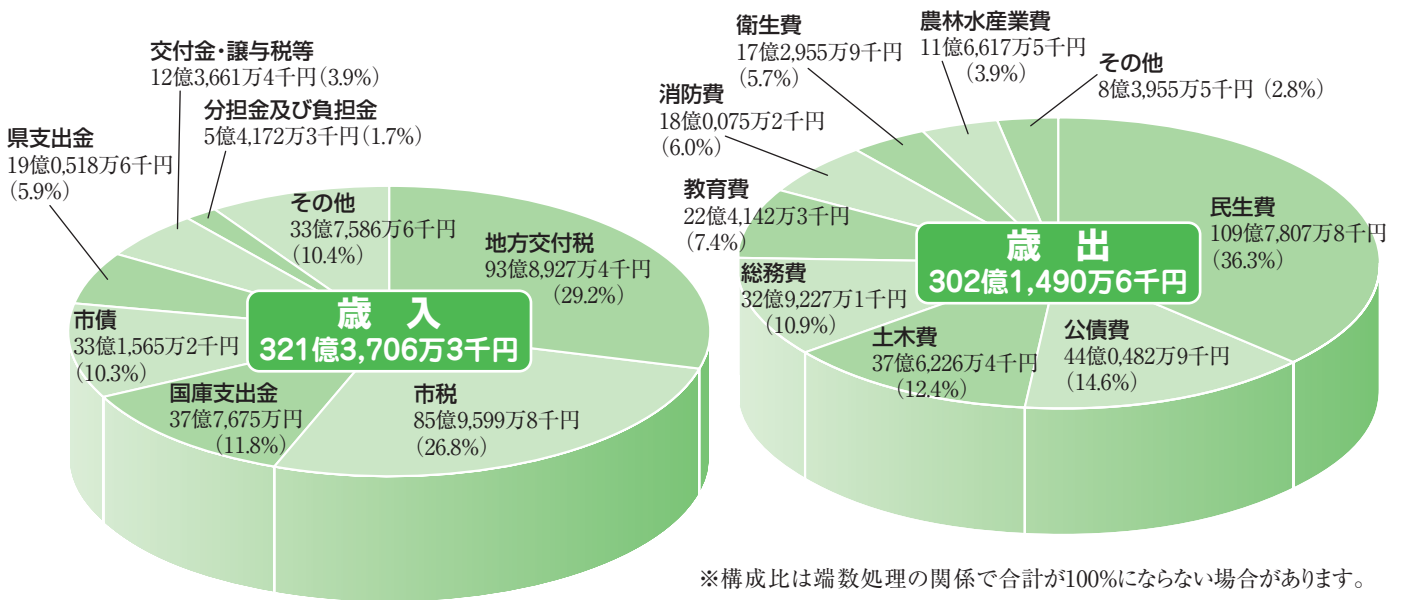 交付金・譲与税等
12億3,661万4千円(3.9%)
分担金及び負担金
5億4,172万3千円(1.7%)
県支出金
19億0,518万6千円
(5.9%)
その他
33億7,586万6千円
(10.4%)
地方交付税
93億8,927万4千円
(29.2%)
歳 入
321億3,706万3千円
市債
33億1,565万2千円
(10.3%)
国庫支出金
37億7,675万円
(11.8%)
市税
85億9,599万8千円
(26.8%)
衛生費
17億2,955万9千円
(5.7%)
農林水産業費
11億6,617万5千円
(3.9%)
その他
8億3,955万5千円 (2.8%)
消防費
18億0,075万2千円
(6.0%)
教育費
22億4,142万3千円
(7.4%)
民生費
109億7,807万8千円
(36.3%)
歳 出
302億1,490万6千円
総務費
32億9,227万1千円
(10.9%)
土木費
37億6,226万4千円
(12.4%)
公債費
44億0,482万9千円
(14.6%)
※構成比は端数処理の関係で合計が100%にならない場合があります。